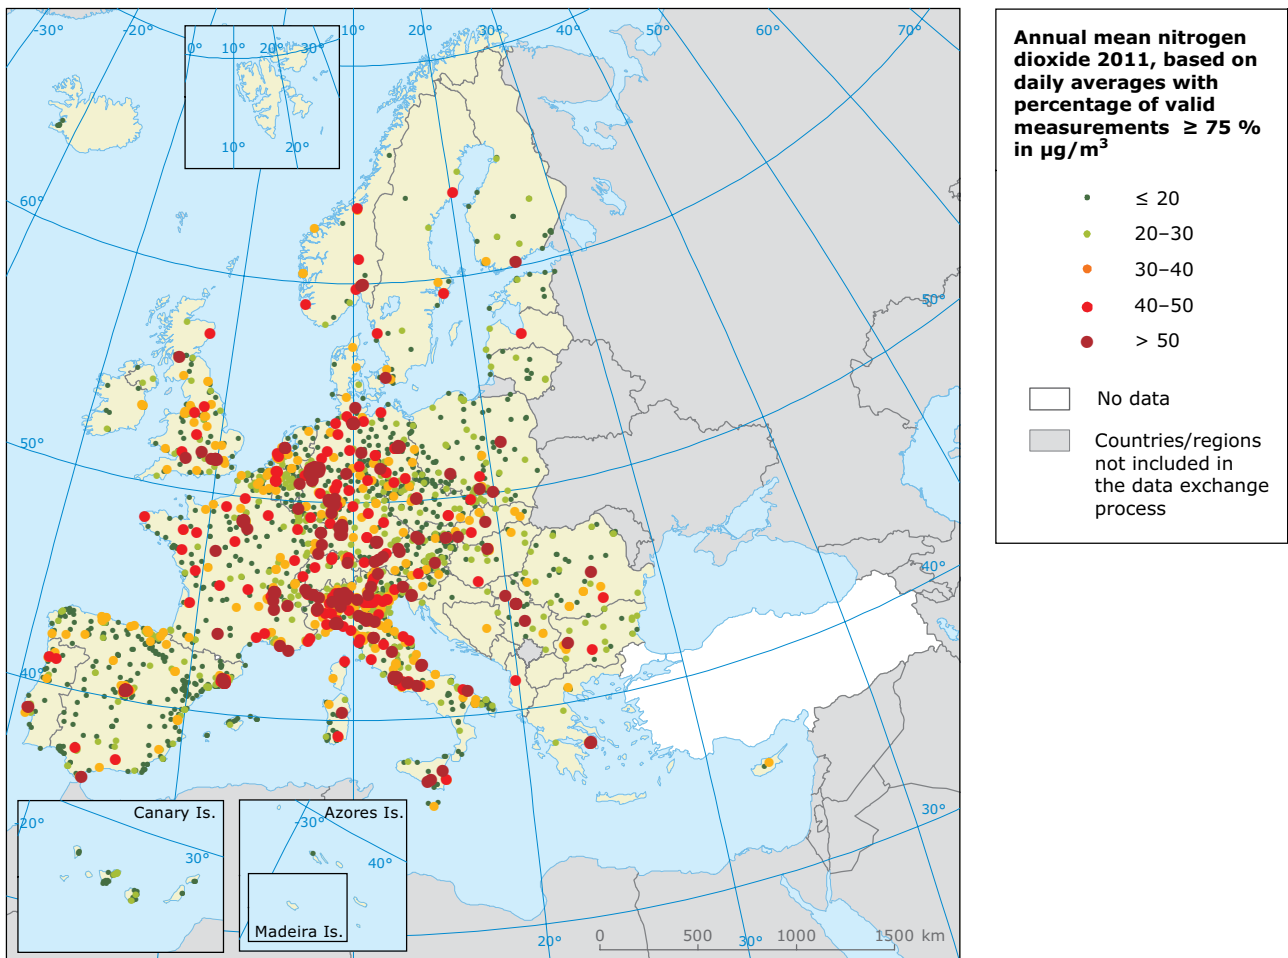 -30°
-20°
0°
10°
20°
30°
10°
20°
10°
20°
30°
50°
60°
70°
60°
50°
40°
40°
50°
40°
30°
20°
30°
Canary Is.
-20°
30°
Azores Is.
-30°
40°
Madeira Is.
0
500
1000
1500 km
Annual mean nitrogen
dioxide 2011, based on
daily averages with
percentage of valid
measurements ≥ 75 %
in µg/m³
≤ 20
20–30
30–40
40–50
> 50
No data
Countries/regions
not included in
the data exchange
process